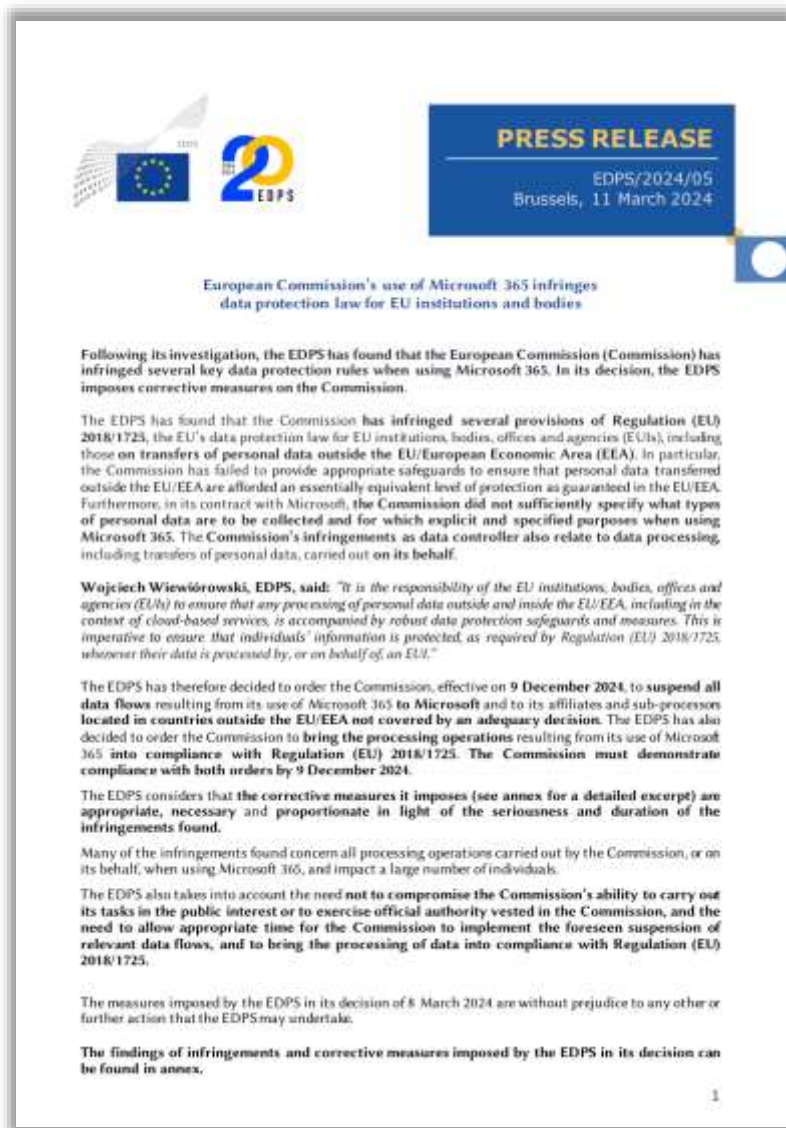 EDPS
20
EDPS
PRESS RELEASE
EDPS/2024/05
Brussels, 11 March 2024
European Commission's use of Microsoft 365 infringes
data protection law for EU institutions and bodies
Following its investigation, the EDPS has found that the European Commission (Commission) has
infringed several key data protection rules when using Microsoft 365. In its decision, the EDPS
imposes corrective measures on the Commission.
The EDPS has found that the Commission has infringed several provisions of Regulation (EU)
2018/1725, the EU's data protection law for EU institutions, bodies, offices and agencies (EUIs), including
those on transfers of personal data outside the EU/European Economic Area (EEA). In particular,
the Commission has failed to provide appropriate safeguards to ensure that personal data transferred
outside the EU/EEA are afforded an essentially equivalent level of protection as guaranteed in the EU/EEA.
Furthermore, in its contract with Microsoft, the Commission did not sufficiently specify what types
of personal data are to be collected and for which explicit and specified purposes when using
Microsoft 365. The Commission's infringements as data controller also relate to data processing,
including transfers of personal data, carried out on its behalf.
Wojciech Wiewiórowski, EDPS, said: "It is the responsibility of the EU institutions, bodies, offices and
agencies (EUIs) to ensure that any processing of personal data outside and inside the EU/EEA, including in the
context of cloud-based services, is accompanied by robust data protection safeguards and measures. This is
imperative to ensure that individuals' information is protected, as required by Regulation (EU) 2018/1725,
whenever their data is processed by, or on behalf of, an EUI."
The EDPS has therefore decided to order the Commission, effective on 9 December 2024, to suspend all
data flows resulting from its use of Microsoft 365 to Microsoft and to its affiliates and sub-processors
located in countries outside the EU/EEA not covered by an adequacy decision. The EDPS has also
decided to order the Commission to bring the processing operations resulting from its use of Microsoft
365 into compliance with Regulation (EU) 2018/1725. The Commission must demonstrate
compliance with both orders by 9 December 2024.
The EDPS considers that the corrective measures it imposes (see annex for a detailed excerpt) are
appropriate, necessary and proportionate in light of the seriousness and duration of the
infringements found.
Many of the infringements found concern all processing operations carried out by the Commission, or on
its behalf, when using Microsoft 365, and impact a large number of individuals.
The EDPS also takes into account the need not to compromise the Commission's ability to carry out
its tasks in the public interest or to exercise official authority vested in the Commission, and the
need to allow appropriate time for the Commission to implement the foreseen suspension of
relevant data flows, and to bring the processing of data into compliance with Regulation (EU)
2018/1725.
The measures imposed by the EDPS in its decision of 8 March 2024 are without prejudice to any other or
further action that the EDPS may undertake.
The findings of infringements and corrective measures imposed by the EDPS in its decision can
be found in annex.
1